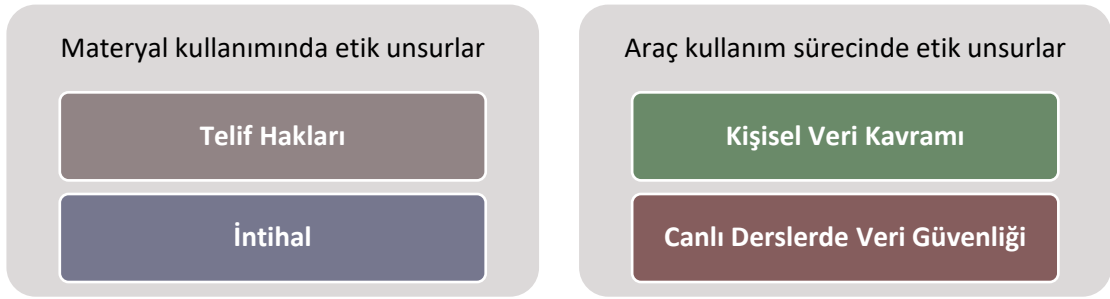 Materyal kullanımında etik unsurlar
Telif Hakları
İntihal
Araç kullanım sürecinde etik unsurlar
Kişisel Veri Kavramı
Canlı Derslerde Veri Güvenliği